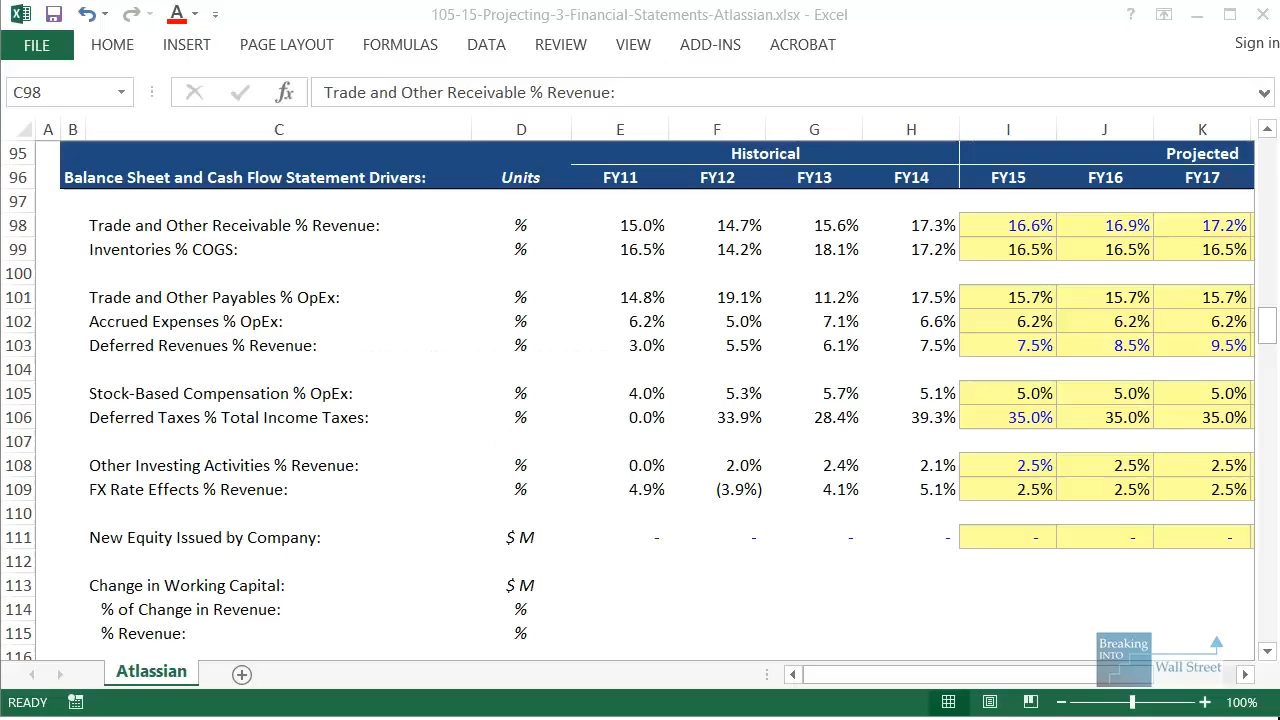 105-15-Projecting-3-Financial-Statements-Atlassian.xlsx - Excel
FILE HOME INSERT PAGE LAYOUT FORMULAS DATA REVIEW VIEW ADD-INS ACROBAT Sign in
C98 fx Trade and Other Receivable % Revenue:
A B C D E F G H I J K
95 Historical Projected
96 Balance Sheet and Cash Flow Statement Drivers: Units FY11 FY12 FY13 FY14 FY15 FY16 FY17
97
98 Trade and Other Receivable % Revenue: % 15.0% 14.7% 15.6% 17.3% 16.6% 16.9% 17.2%
99 Inventories % COGS: % 16.5% 14.2% 18.1% 17.2% 16.5% 16.5% 16.5%
100
101 Trade and Other Payables % OpEx: % 14.8% 19.1% 11.2% 17.5% 15.7% 15.7% 15.7%
102 Accrued Expenses % OpEx: % 6.2% 5.0% 7.1% 6.6% 6.2% 6.2% 6.2%
103 Deferred Revenues % Revenue: % 3.0% 5.5% 6.1% 7.5% 7.5% 8.5% 9.5%
104
105 Stock-Based Compensation % OpEx: % 4.0% 5.3% 5.7% 5.1% 5.0% 5.0% 5.0%
106 Deferred Taxes % Total Income Taxes: % 0.0% 33.9% 28.4% 39.3% 35.0% 35.0% 35.0%
107
108 Other Investing Activities % Revenue: % 0.0% 2.0% 2.4% 2.1% 2.5% 2.5% 2.5%
109 FX Rate Effects % Revenue: % 4.9% (3.9%) 4.1% 5.1% 2.5% 2.5% 2.5%
110
111 New Equity Issued by Company: $ M - - - - - - -
112
113 Change in Working Capital: $ M
114 % of Change in Revenue: %
115 % Revenue: %
116
Breaking
INTO
Wall Street
Atlassian
READY 100%